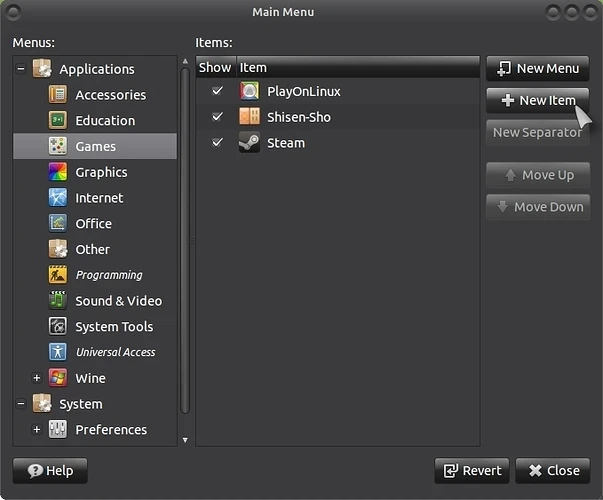 Main Menu
Menus:
Applications
Accessories
Education
Games
Graphics
Internet
Office
Other
Programming
Sound & Video
System Tools
Universal Access
Wine
System
Preferences
Items:
Show Item
PlayOnLinux
Shisen-Sho
Steam
New Menu
New Item
New Separator
Move Up
Move Down
Help
Revert
Close